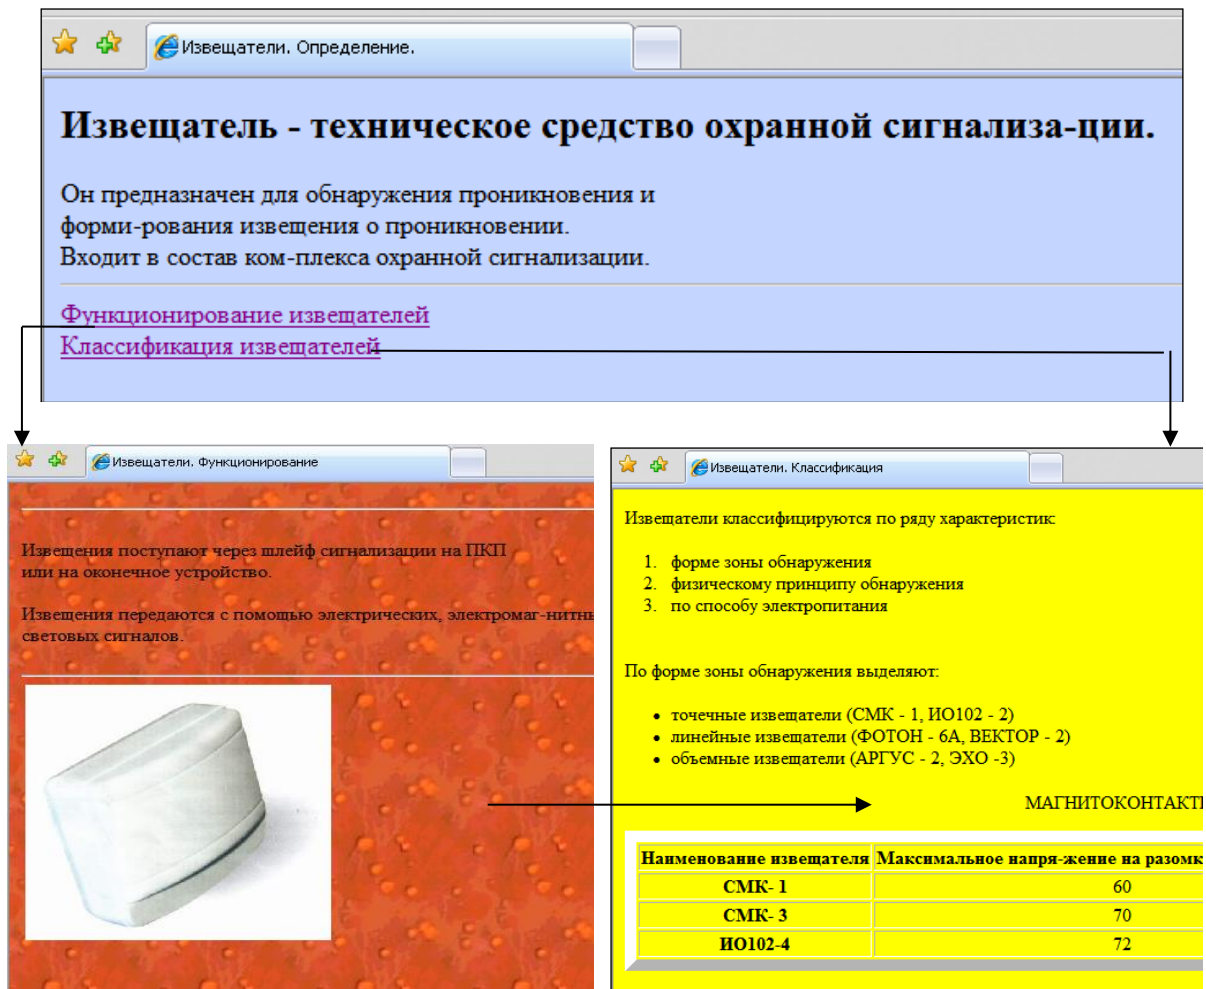 Извещатели. Определение.
Извещатель - техническое средство охранной сигнализа-ции.
Он предназначен для обнаружения проникновения и
форми-рования извещения о проникновении.
Входит в состав ком-плекса охранной сигнализации.
Функционирование извещателей
Классификация извещателей
Извещатели. Функционирование
Извещения поступают через шлейф сигнализации на ПКП
или на оконечное устройство.
Извещения передаются с помощью электрических, электромаг-нитны
световых сигналов.
Извещатели. Классификация
Извещатели классифицируются по ряду характеристик:
1. форме зоны обнаружения
2. физическому принципу обнаружения
3. по способу электропитания
По форме зоны обнаружения выделяют:
• точечные извещатели (СМК - 1, ИО102 - 2)
• линейные извещатели (ФОТОН - 6А, ВЕКТОР - 2)
• объемные извещатели (АРГУС - 2, ЭХО -3)
МАГНИТОКОНТАКТ
Наименование извещателя Максимальное напря-жение на разомк
СМК- 1 60
СМК- 3 70
ИО102-4 72